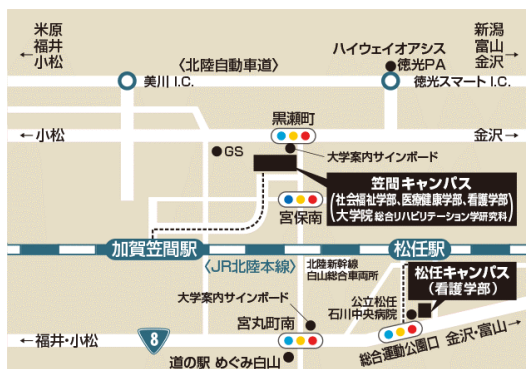 米原
福井
小松
新潟
富山
金沢
ハイウェイオアシス
徳光PA
〈北陸自動車道〉
美川 I.C.
徳光スマート I.C.
黒瀬町
小松
金沢
GS
大学案内サインボード
笠間キャンパス
(社会福祉学部、医療健康学部、看護学部)
大学院 総合リハビリテーション学研究科
宮保南
加賀笠間駅
松任駅
〈JR北陸本線〉
北陸新幹線
白山総合車両所
松任キャンパス
(看護学部)
大学案内サインボード
公立松任
石川中央病院
宮丸町南
福井・小松
8
道の駅 めぐみ白山
総合運動公園口
金沢・富山